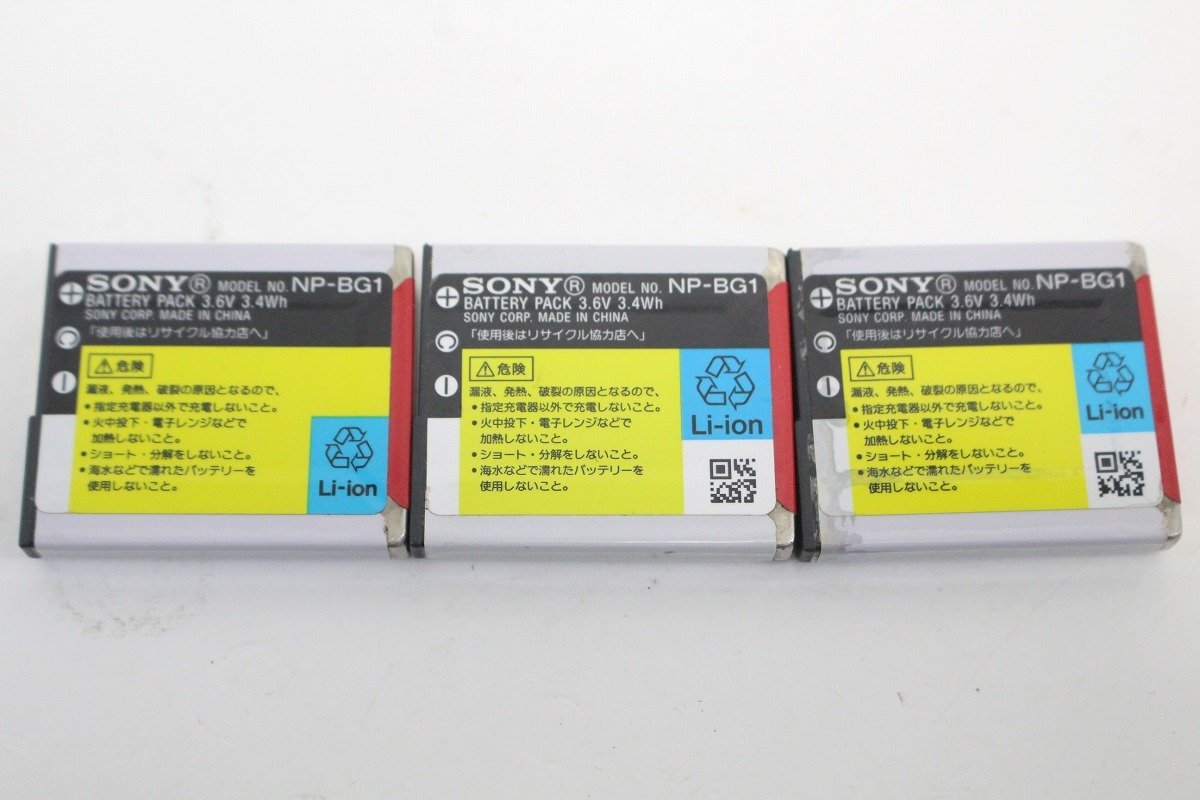 SONY® MODEL NO. NP-BG1
BATTERY PACK 3.6V 3.4Wh
SONY CORP. MADE IN CHINA
「使用後はリサイクル協力店へ」
⚠危険
漏液、発熱、破裂の原因となるので、
•指定充電器以外で充電しないこと。
•火中投下・電子レンジなどで
加熱しないこと。
•ショート・分解をしないこと。
•海水などで濡れたバッテリーを
使用しないこと。
Li-ion
SONY® MODEL NO. NP-BG1
BATTERY PACK 3.6V 3.4Wh
SONY CORP. MADE IN CHINA
「使用後はリサイクル協力店へ」
⚠危険
漏液、発熱、破裂の原因となるので、
•指定充電器以外で充電しないこと。
•火中投下・電子レンジなどで
加熱しないこと。
•ショート・分解をしないこと。
•海水などで濡れたバッテリーを
使用しないこと。
Li-ion
SONY® MODEL NO. NP-BG1
BATTERY PACK 3.6V 3.4Wh
SONY CORP. MADE IN CHINA
「使用後はリサイクル協力店へ」
⚠危険
漏液、発熱、破裂の原因となるので、
•指定充電器以外で充電しないこと。
•火中投下・電子レンジなどで
加熱しないこと。
•ショート・分解をしないこと。
•海水などで濡れたバッテリーを
使用しないこと。
Li-ion